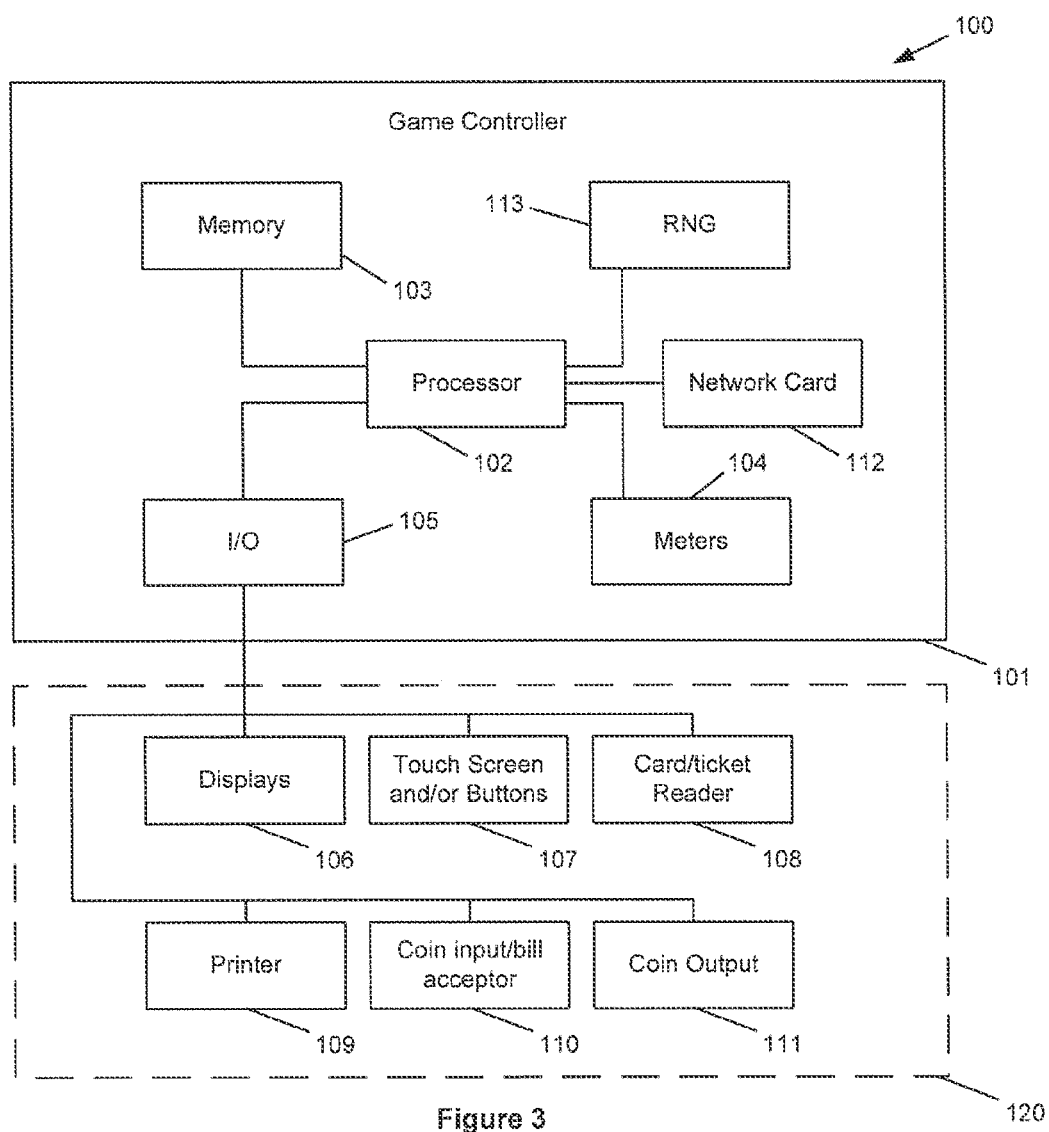 100
Game Controller
Memory
113
RNG
103
Processor
Network Card
102
104
112
I/O
105
Meters
101
Displays
Touch Screen
and/or Buttons
Card/ticket
Reader
106
107
108
Printer
Coin input/bill
acceptor
Coin Output
109
110
111
120
Figure 3